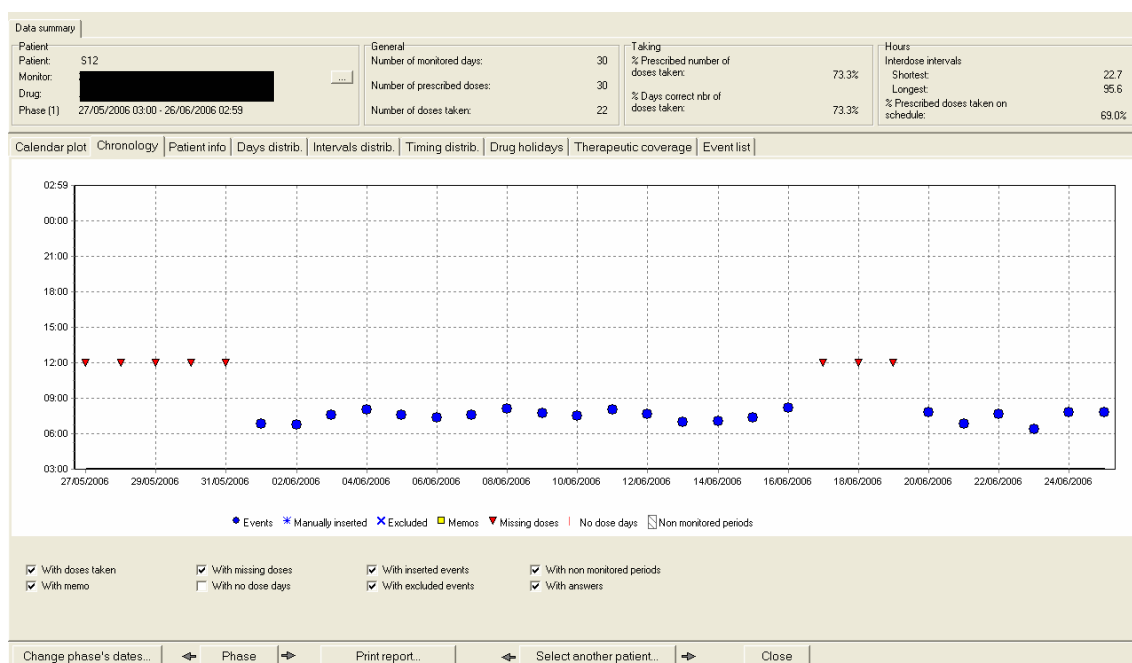 Data summary
Patient
Patient: S12
Monitor:
Drug:
Phase (1) 27/05/2006 03:00 - 26/06/2006 02:59
...
General
Number of monitored days: 30
Number of prescribed doses: 30
Number of doses taken: 22
Taking
% Prescribed number of
doses taken: 73.3%
% Days correct nbr of
doses taken: 73.3%
Hours
Interdose intervals
Shortest: 22.7
Longest: 95.6
% Prescribed doses taken on
schedule: 69.0%
Calendar plot Chronology Patient info Days distrib. Intervals distrib. Timing distrib. Drug holidays Therapeutic coverage Event list
02:59
00:00
21:00
18:00
15:00
12:00
09:00
06:00
03:00
27/05/2006 29/05/2006 31/05/2006 02/06/2006 04/06/2006 06/06/2006 08/06/2006 10/06/2006 12/06/2006 14/06/2006 16/06/2006 18/06/2006 20/06/2006 22/06/2006 24/06/2006
Events Manually inserted Excluded Memos Missing doses No dose days Non monitored periods
With doses taken With missing doses With inserted events With non monitored periods
With memo With no dose days With excluded events With answers
Change phase's dates... Phase Print report... Select another patient... Close